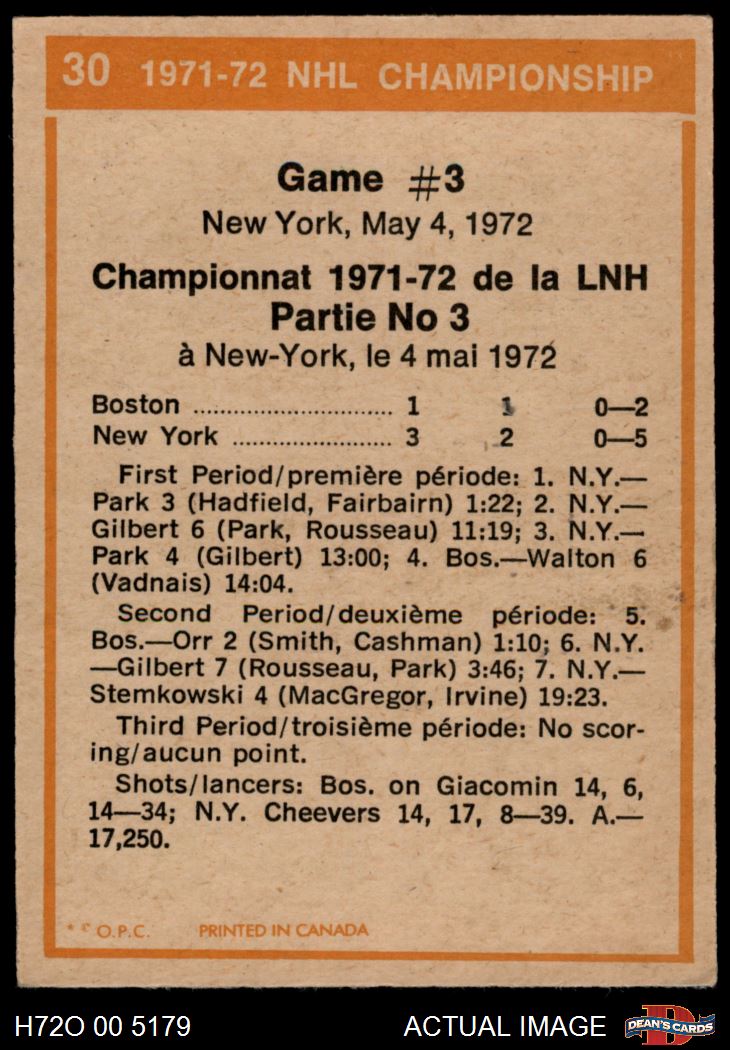 30 1971-72 NHL CHAMPIONSHIP
Game #3
New York, May 4, 1972
Championnat 1971-72 de la LNH
Partie No 3
à New-York, le 4 mai 1972
Boston ............................ 1 1 0—2
New York ...................... 3 2 0—5
First Period/première période: 1. N.Y.—
Park 3 (Hadfield, Fairbairn) 1:22; 2. N.Y.—
Gilbert 6 (Park, Rousseau) 11:19; 3. N.Y.—
Park 4 (Gilbert) 13:00; 4. Bos.—Walton 6
(Vadnais) 14:04.
Second Period/deuxième période: 5.
Bos.—Orr 2 (Smith, Cashman) 1:10; 6. N.Y.
—Gilbert 7 (Rousseau, Park) 3:46; 7. N.Y.—
Stemkowski 4 (MacGregor, Irvine) 19:23.
Third Period/troisième période: No scor-
ing/aucun point.
Shots/lancers: Bos. on Giacomin 14, 6,
14—34; N.Y. Cheevers 14, 17, 8—39. A.—
17,250.
* © O.P.C. PRINTED IN CANADA
H72O 00 5179 ACTUAL IMAGE D DEAN'S CARDS